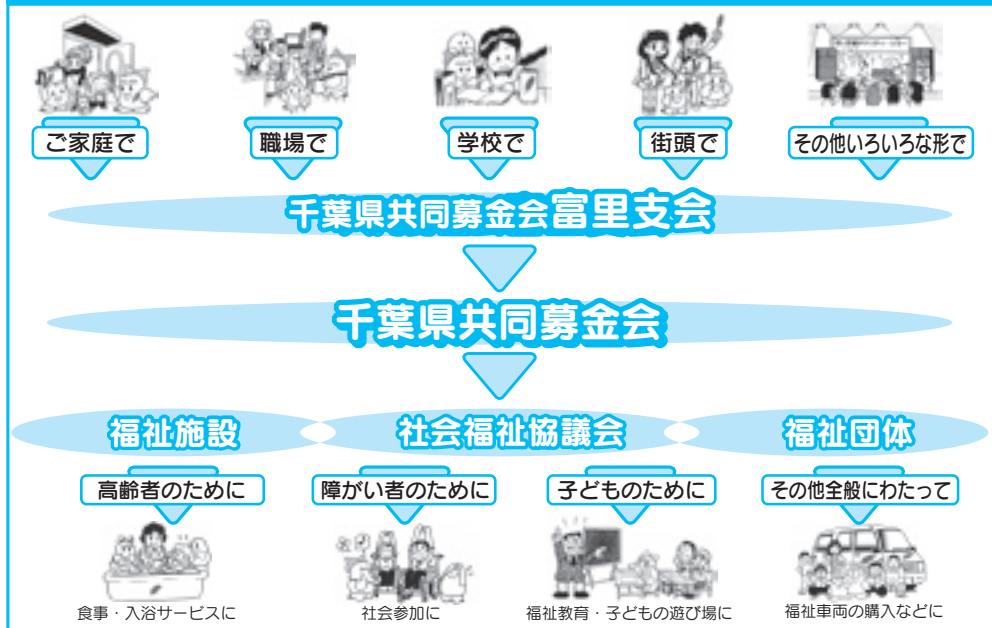 ご家庭で
職場で
学校で
街頭で
その他いろいろな形で
千葉県共同募金会富里支会
千葉県共同募金会
福祉施設
社会福祉協議会
福祉団体
高齢者のために
障がい者のために
子どものために
その他全般にわたって
食事・入浴サービスに
社会参加に
福祉教育・子どもの遊び場に
福祉車両の購入などに